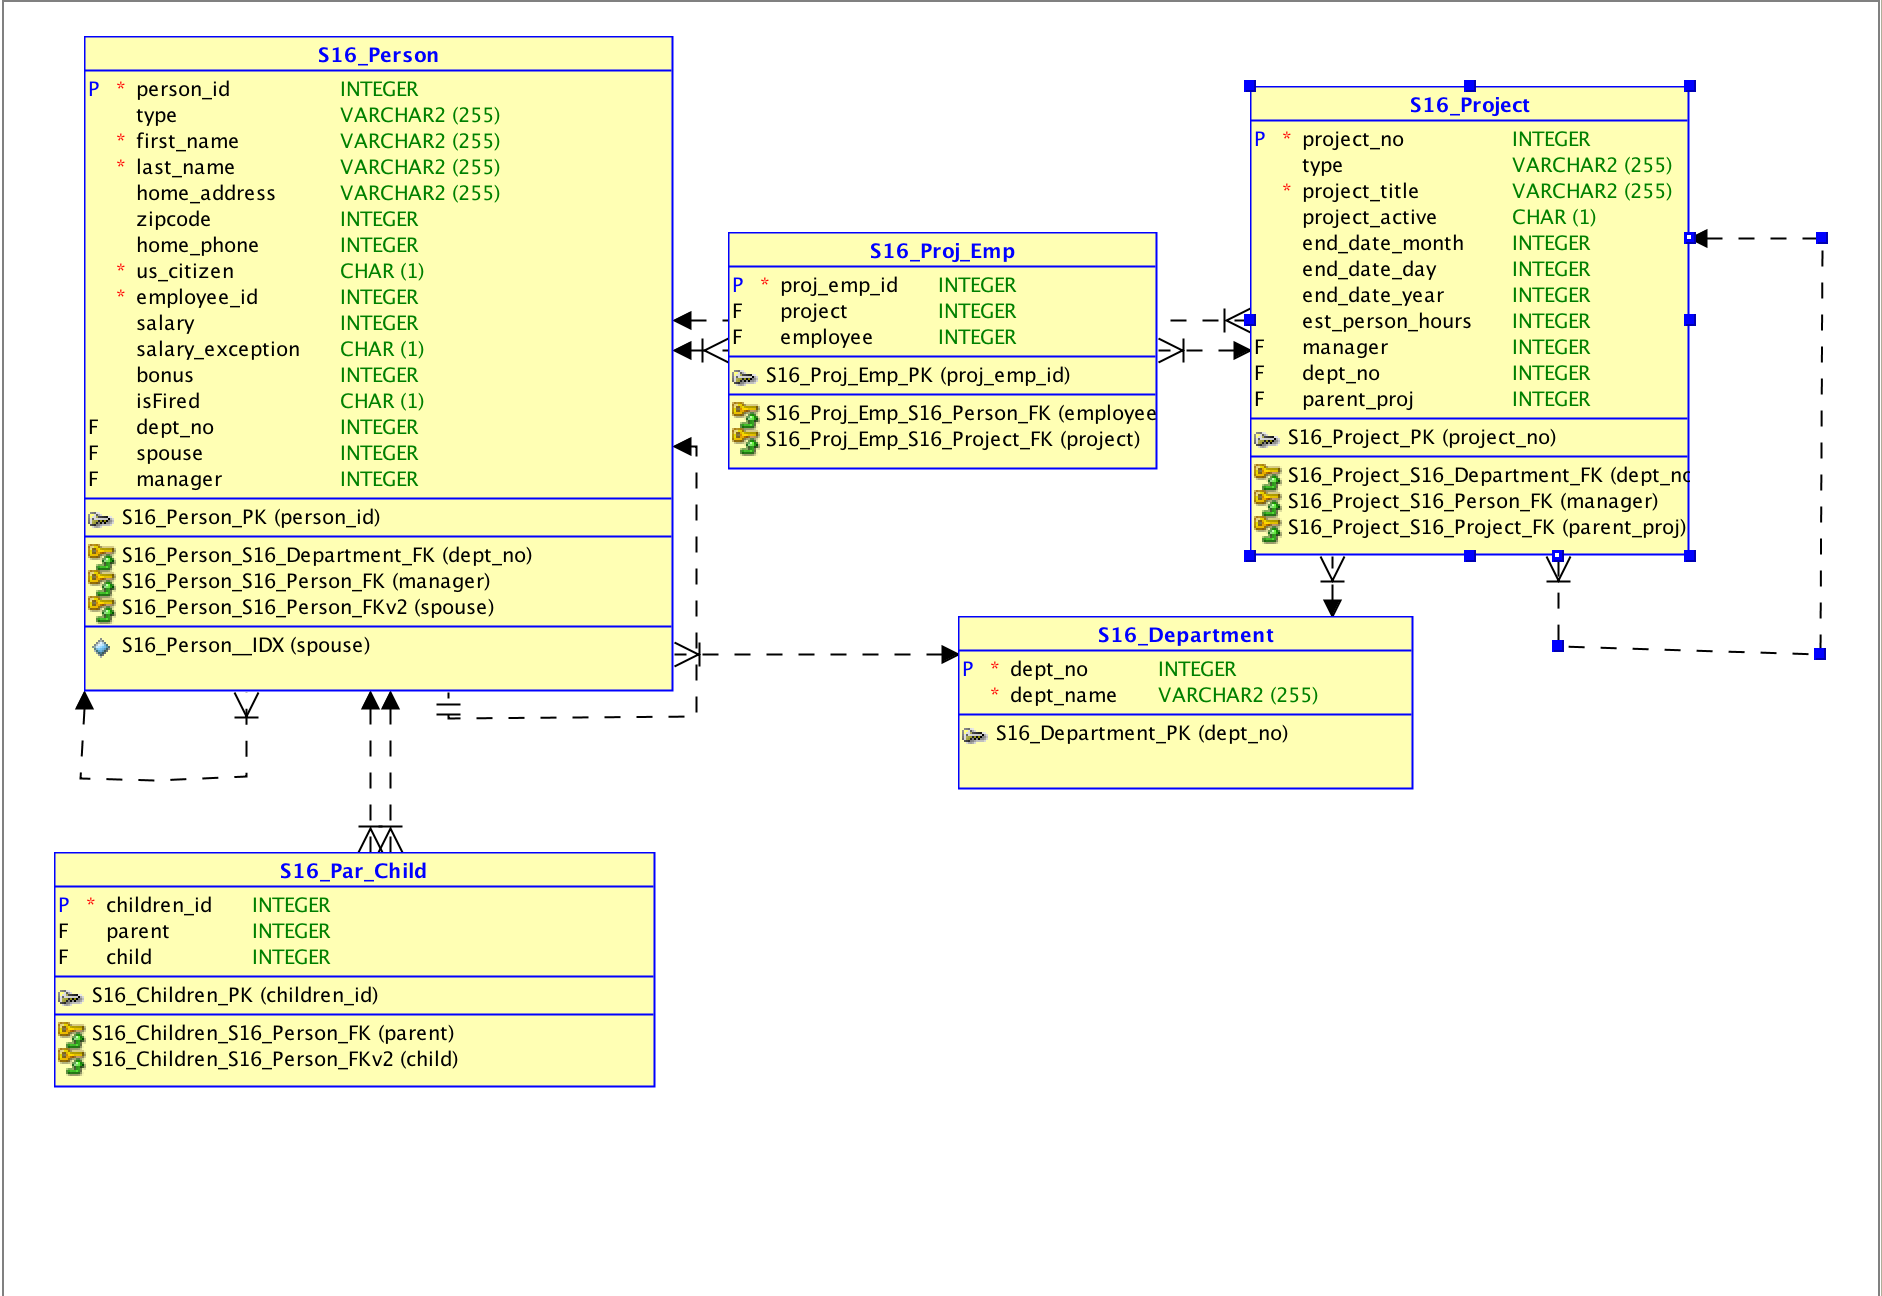 S16_Person
P * person_id INTEGER
type VARCHAR2 (255)
* first_name VARCHAR2 (255)
* last_name VARCHAR2 (255)
home_address VARCHAR2 (255)
zipcode INTEGER
home_phone INTEGER
* us_citizen CHAR (1)
* employee_id INTEGER
salary INTEGER
salary_exception CHAR (1)
bonus INTEGER
isFired CHAR (1)
F dept_no INTEGER
F spouse INTEGER
F manager INTEGER
S16_Person_PK (person_id)
S16_Person_S16_Department_FK (dept_no)
S16_Person_S16_Person_FK (manager)
S16_Person_S16_Person_FKv2 (spouse)
S16_Person__IDX (spouse)
S16_Proj_Emp
P * proj_emp_id INTEGER
F project INTEGER
F employee INTEGER
S16_Proj_Emp_PK (proj_emp_id)
S16_Proj_Emp_S16_Person_FK (employee
S16_Proj_Emp_S16_Project_FK (project)
S16_Project
P * project_no INTEGER
type VARCHAR2 (255)
* project_title VARCHAR2 (255)
project_active CHAR (1)
end_date_month INTEGER
end_date_day INTEGER
end_date_year INTEGER
est_person_hours INTEGER
F manager INTEGER
F dept_no INTEGER
F parent_proj INTEGER
S16_Project_PK (project_no)
S16_Project_S16_Department_FK (dept_no
S16_Project_S16_Person_FK (manager)
S16_Project_S16_Project_FK (parent_proj)
S16_Department
P * dept_no INTEGER
* dept_name VARCHAR2 (255)
S16_Department_PK (dept_no)
S16_Par_Child
P * children_id INTEGER
F parent INTEGER
F child INTEGER
S16_Children_PK (children_id)
S16_Children_S16_Person_FK (parent)
S16_Children_S16_Person_FKv2 (child)